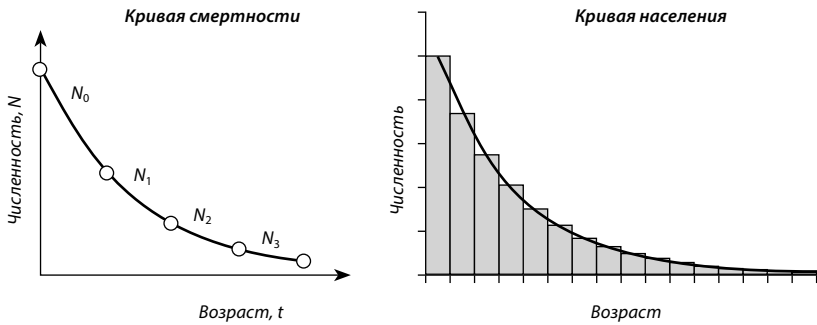 Кривая смертности
Численность, N
N₀
N₁
N₂
N₃
Возраст, t
Кривая населения
Численность
Возраст